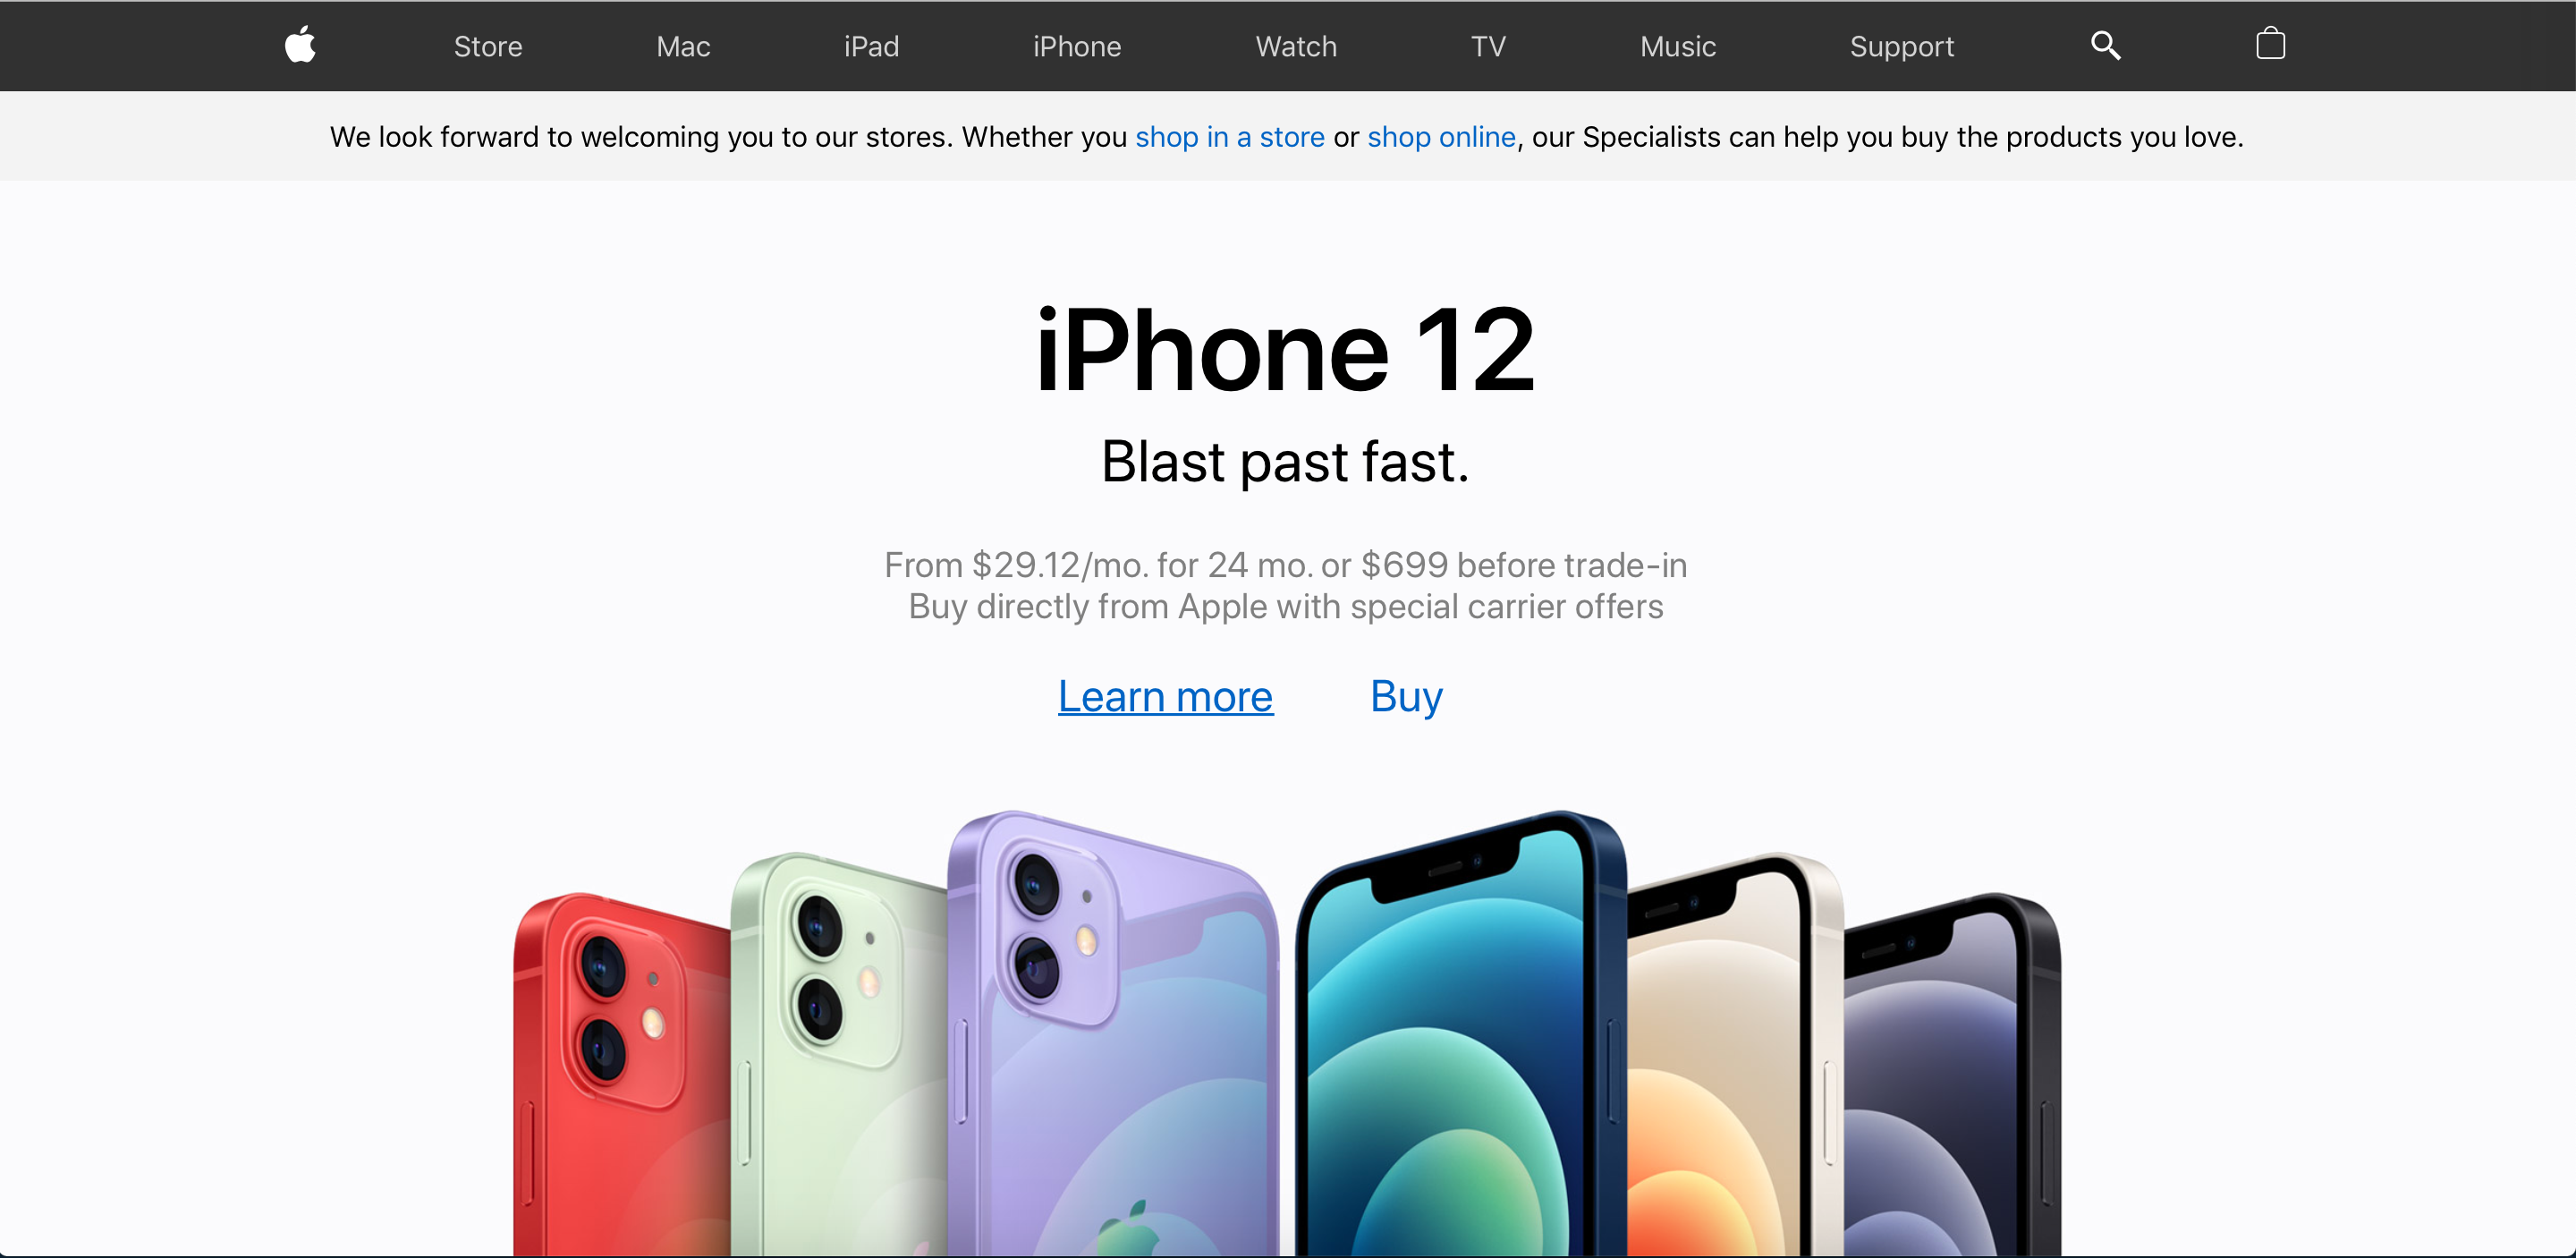 Store Mac iPad iPhone Watch TV Music Support
We look forward to welcoming you to our stores. Whether you shop in a store or shop online, our Specialists can help you buy the products you love.
iPhone 12
Blast past fast.
From $29.12/mo. for 24 mo. or $699 before trade-in
Buy directly from Apple with special carrier offers
Learn more Buy